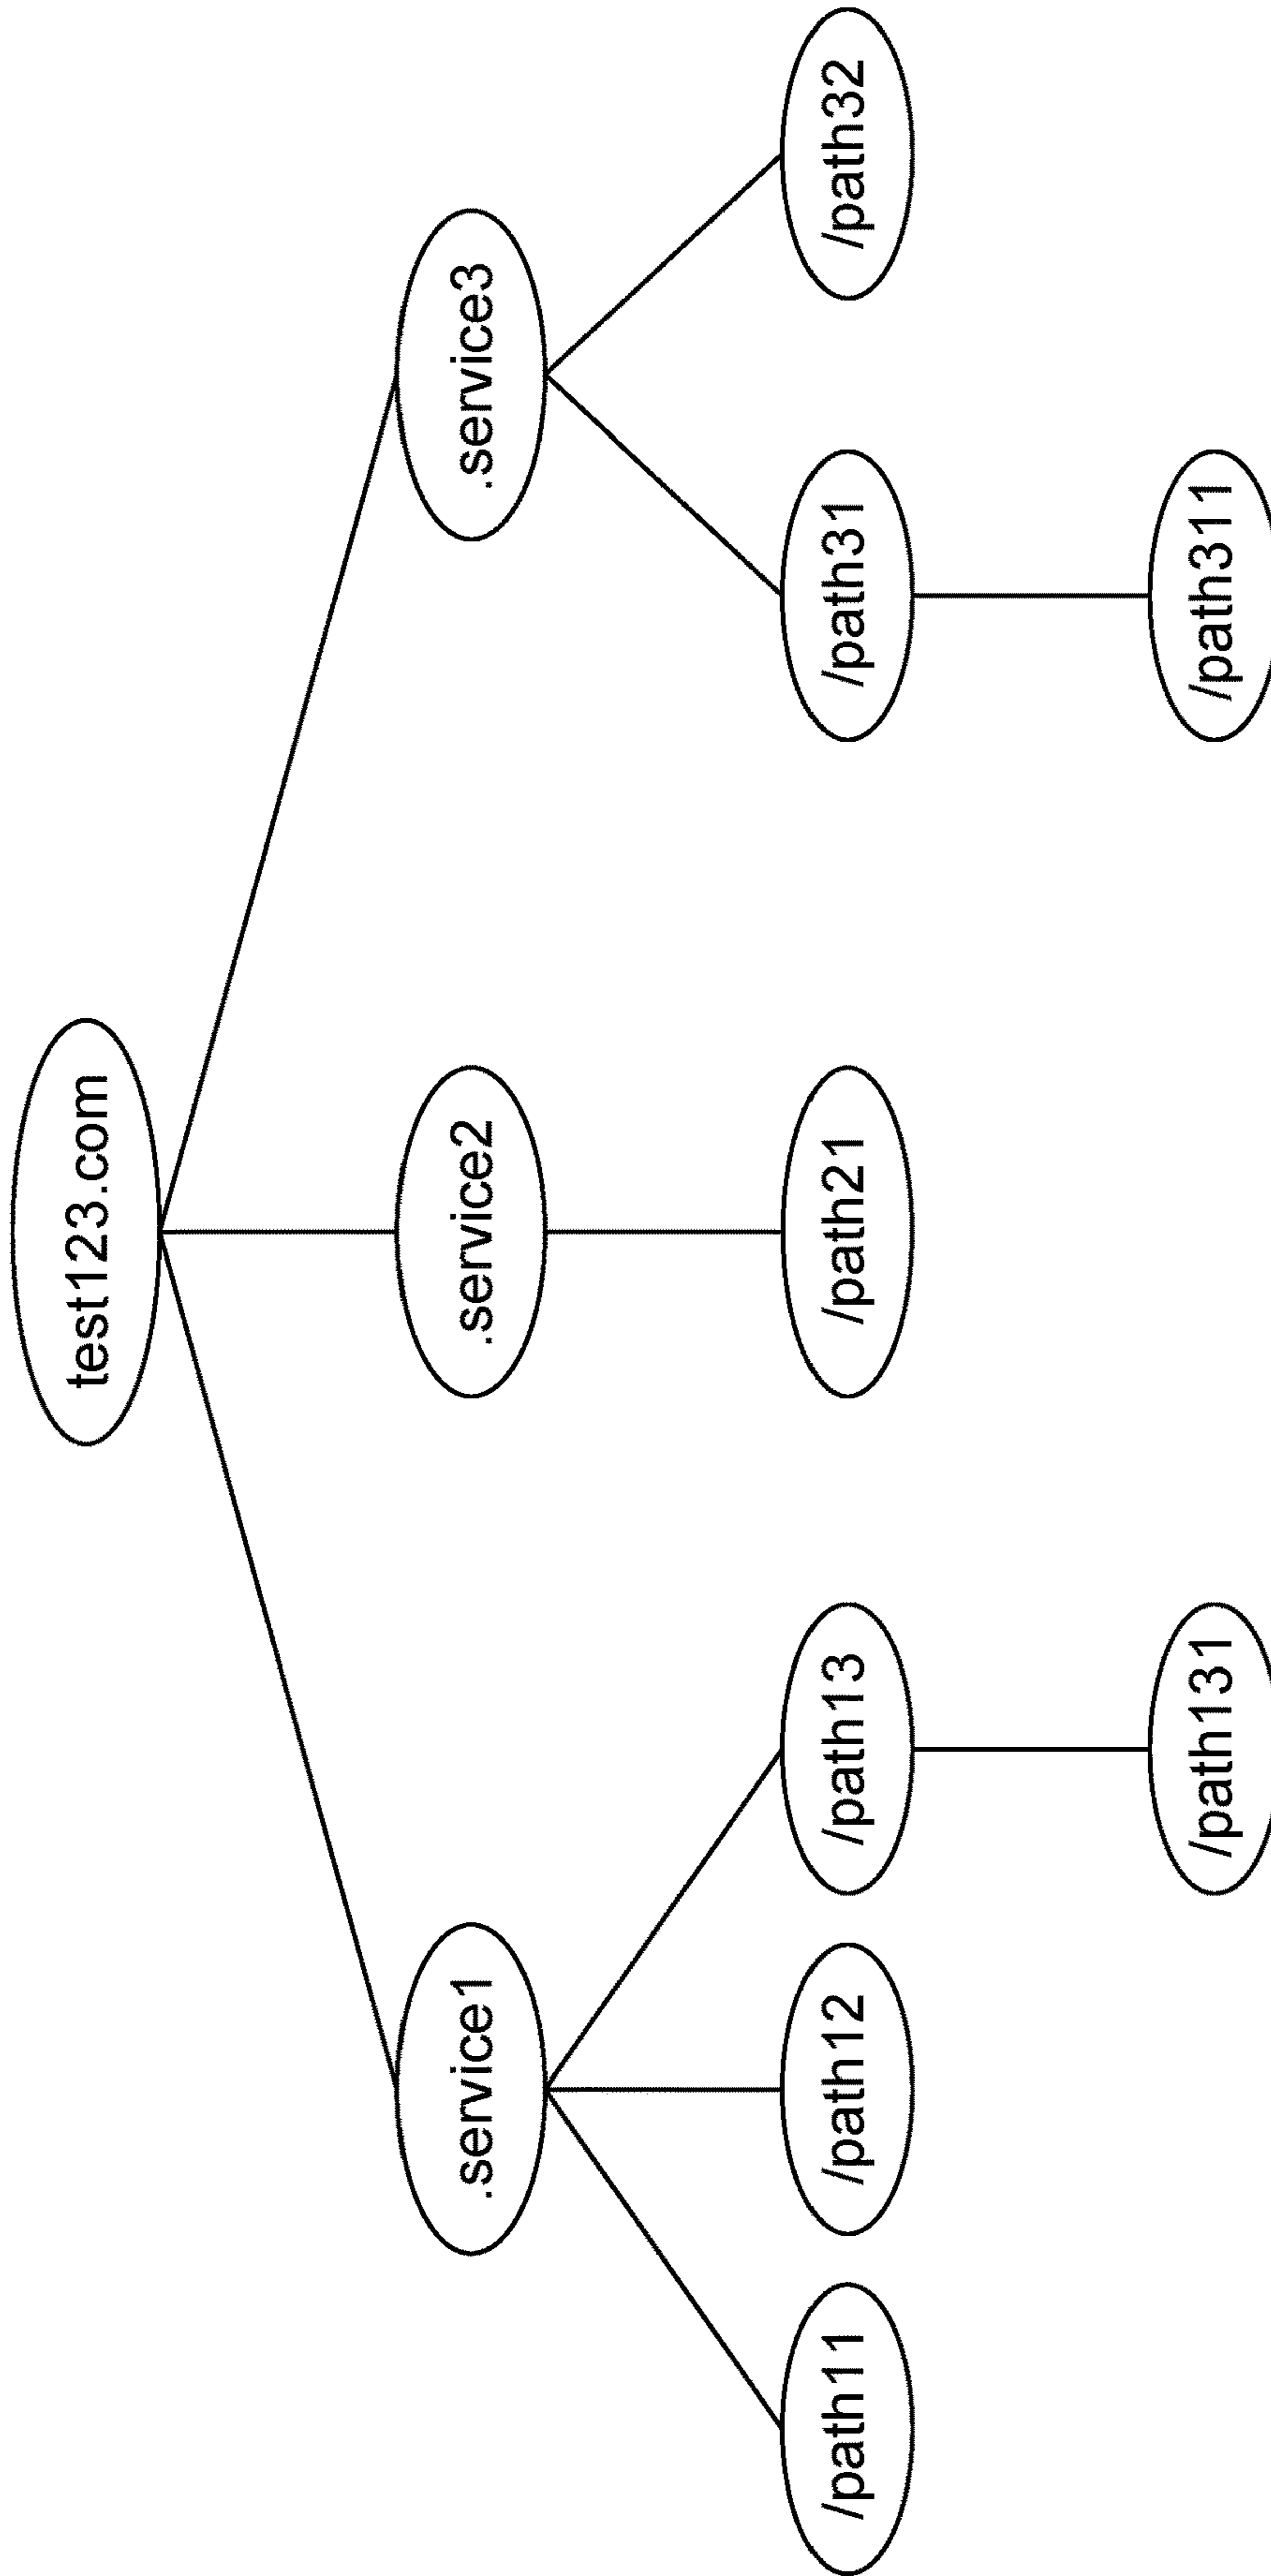 test123.com
.service1
.service2
.service3
/path11
/path12
/path13
/path21
/path31
/path32
/path131
/path311